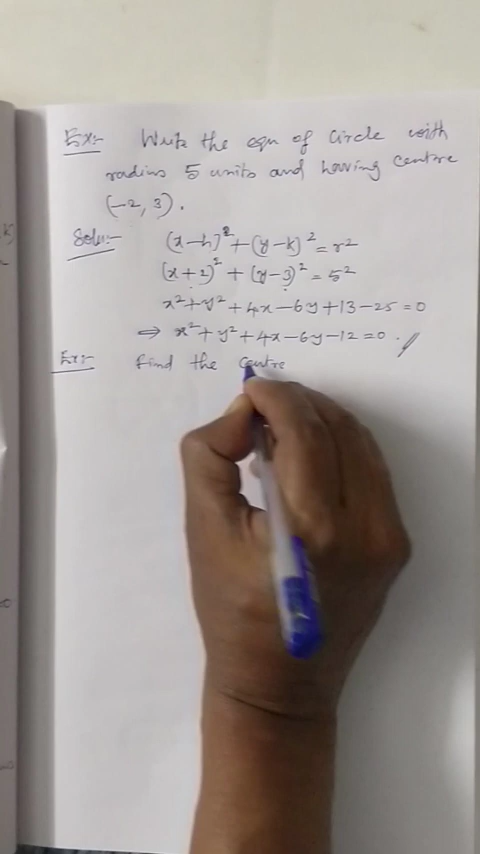 Ex:- Write the eqn of circle with
radius 5 units and having centre
(-2, 3).
Soln:- (x-h)² + (y-k)² = r²
(x+2)² + (y-3)² = 5²
x² + y² + 4x - 6y + 13 - 25 = 0
⇒ x² + y² + 4x - 6y - 12 = 0.
Ex:- Find the centre